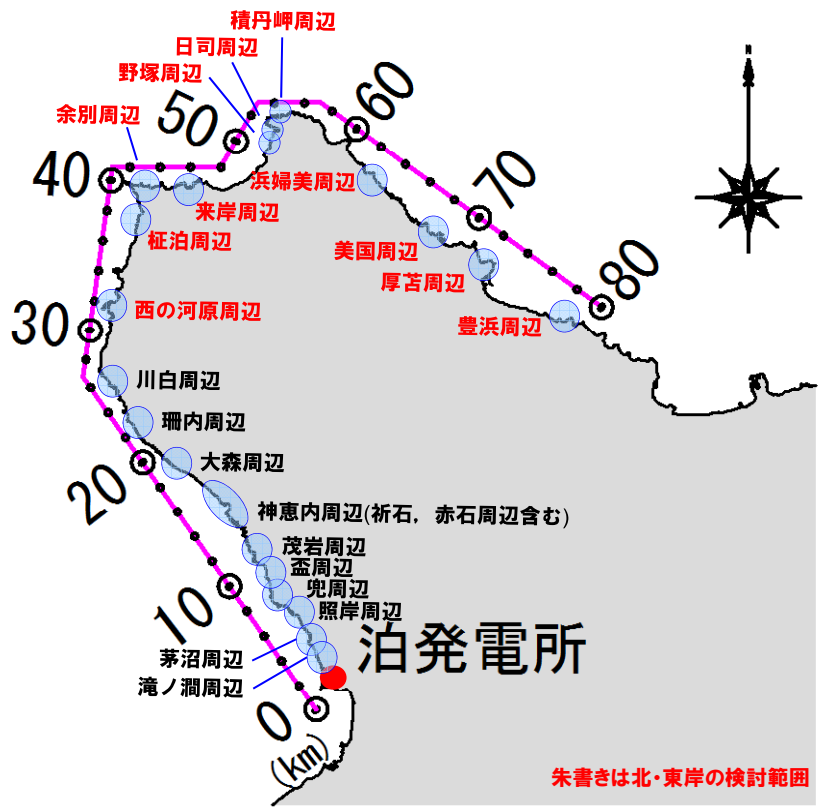 積丹岬周辺
日司周辺
野塚周辺
余別周辺
N
60
50
40
浜婦美周辺
70
来岸周辺
柾泊周辺
美国周辺
厚苫周辺
80
西の河原周辺
豊浜周辺
30
川白周辺
珊内周辺
大森周辺
20
神恵内周辺(祈石，赤石周辺含む)
茂岩周辺
盃周辺
兜周辺
10
照岸周辺
茅沼周辺
泊発電所
滝ノ澗周辺
0
(km)
朱書きは北・東岸の検討範囲